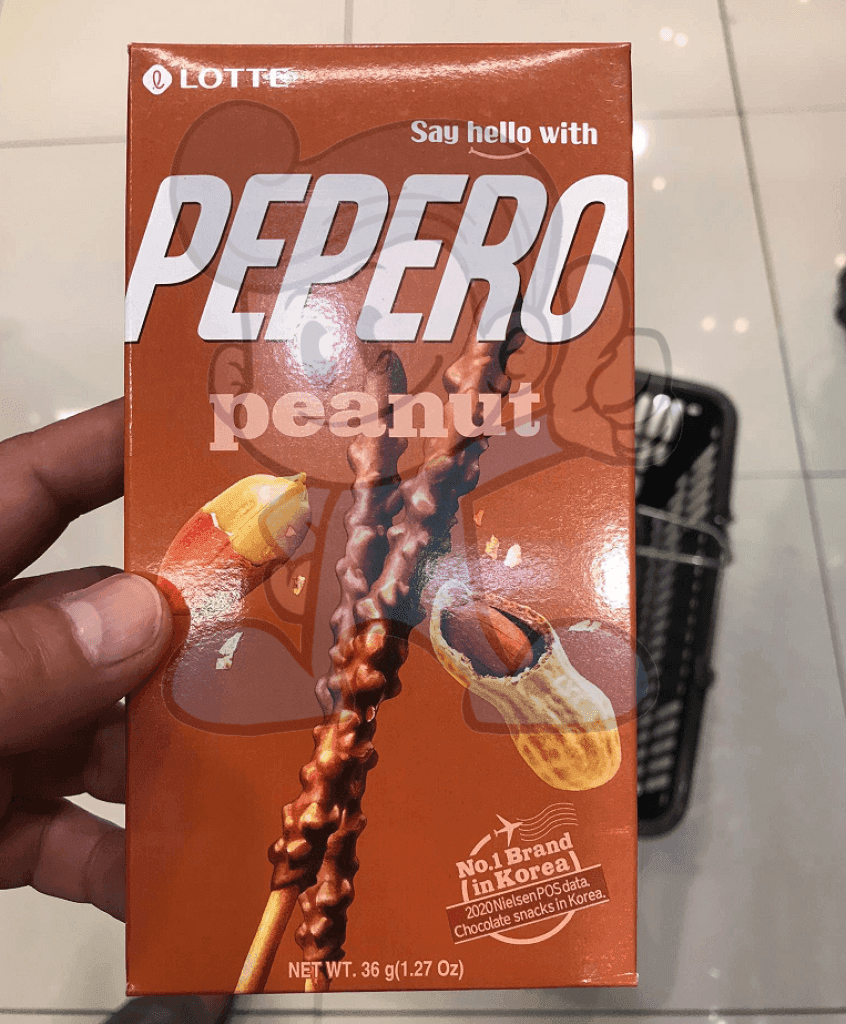 LOTTE
Say hello with
PEPERO
peanut
No.1 Brand
(in Korea)
2020 Nielsen POS data.
Chocolate snacks in Korea.
NET WT. 36 g(1.27 Oz)